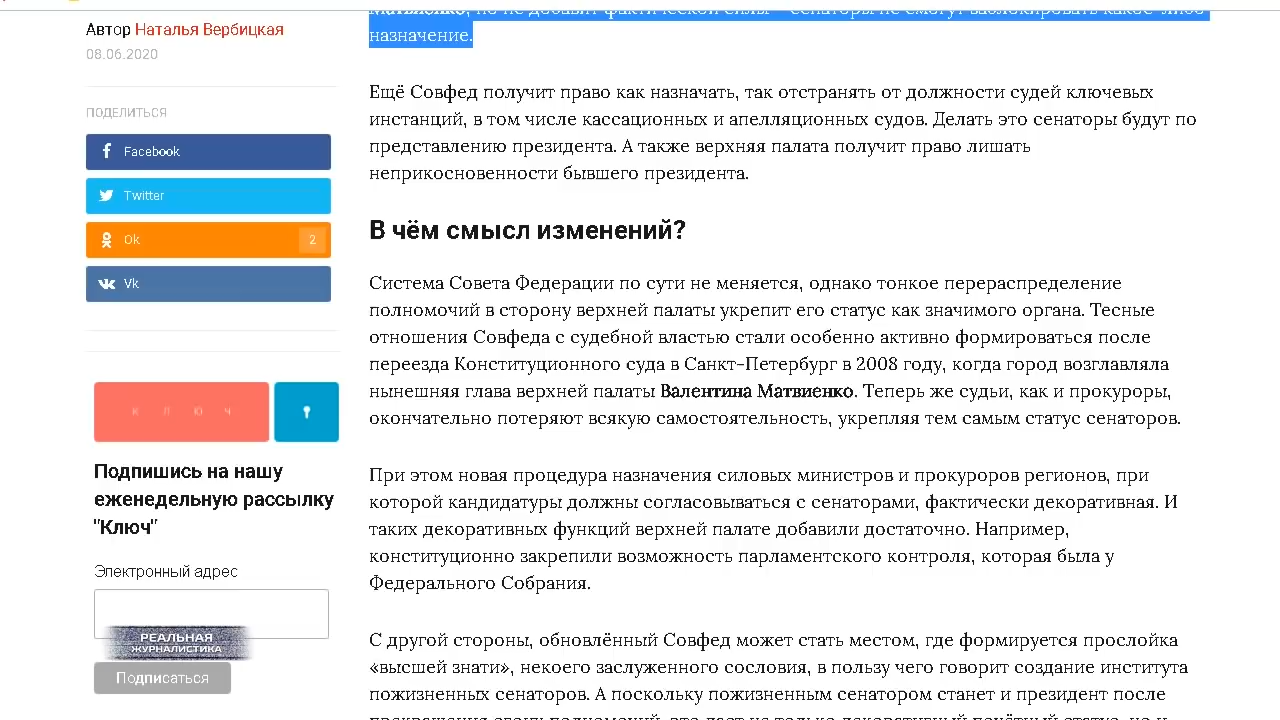 Автор Наталья Вербицкая
08.06.2020
ПОДЕЛИТЬСЯ
Facebook
Twitter
Ok 2
Vk
К Л Ю Ч
Подпишись на нашу
еженедельную рассылку
"Ключ"
Электронный адрес
РЕАЛЬНАЯ
ЖУРНАЛИСТИКА
Подписаться
назначение.
Ещё Совфед получит право как назначать, так отстранять от должности судей ключевых
инстанций, в том числе кассационных и апелляционных судов. Делать это сенаторы будут по
представлению президента. А также верхняя палата получит право лишать
неприкосновенности бывшего президента.
В чём смысл изменений?
Система Совета Федерации по сути не меняется, однако тонкое перераспределение
полномочий в сторону верхней палаты укрепит его статус как значимого органа. Тесные
отношения Совфеда с судебной властью стали особенно активно формироваться после
переезда Конституционного суда в Санкт-Петербург в 2008 году, когда город возглавляла
нынешняя глава верхней палаты Валентина Матвиенко. Теперь же судьи, как и прокуроры,
окончательно потеряют всякую самостоятельность, укрепляя тем самым статус сенаторов.
При этом новая процедура назначения силовых министров и прокуроров регионов, при
которой кандидатуры должны согласовываться с сенаторами, фактически декоративная. И
таких декоративных функций верхней палате добавили достаточно. Например,
конституционно закрепили возможность парламентского контроля, которая была у
Федерального Собрания.
С другой стороны, обновлённый Совфед может стать местом, где формируется прослойка
«высшей знати», некоего заслуженного сословия, в пользу чего говорит создание института
пожизненных сенаторов. А поскольку пожизненным сенатором станет и президент после